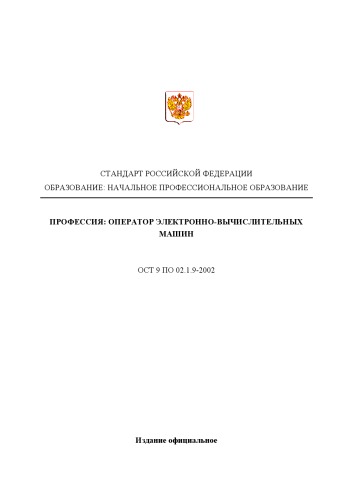 СТАНДАРТ РОССИЙСКОЙ ФЕДЕРАЦИИ
ОБРАЗОВАНИЕ: НАЧАЛЬНОЕ ПРОФЕССИОНАЛЬНОЕ ОБРАЗОВАНИЕ
ПРОФЕССИЯ: ОПЕРАТОР ЭЛЕКТРОННО-ВЫЧИСЛИТЕЛЬНЫХ
МАШИН
ОСТ 9 ПО 02.1.9-2002
Издание официальное